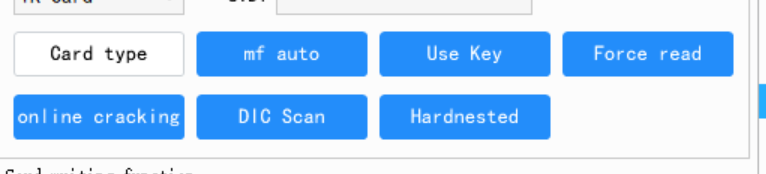 Card type mf auto Use Key Force read
online cracking DIC Scan Hardnested